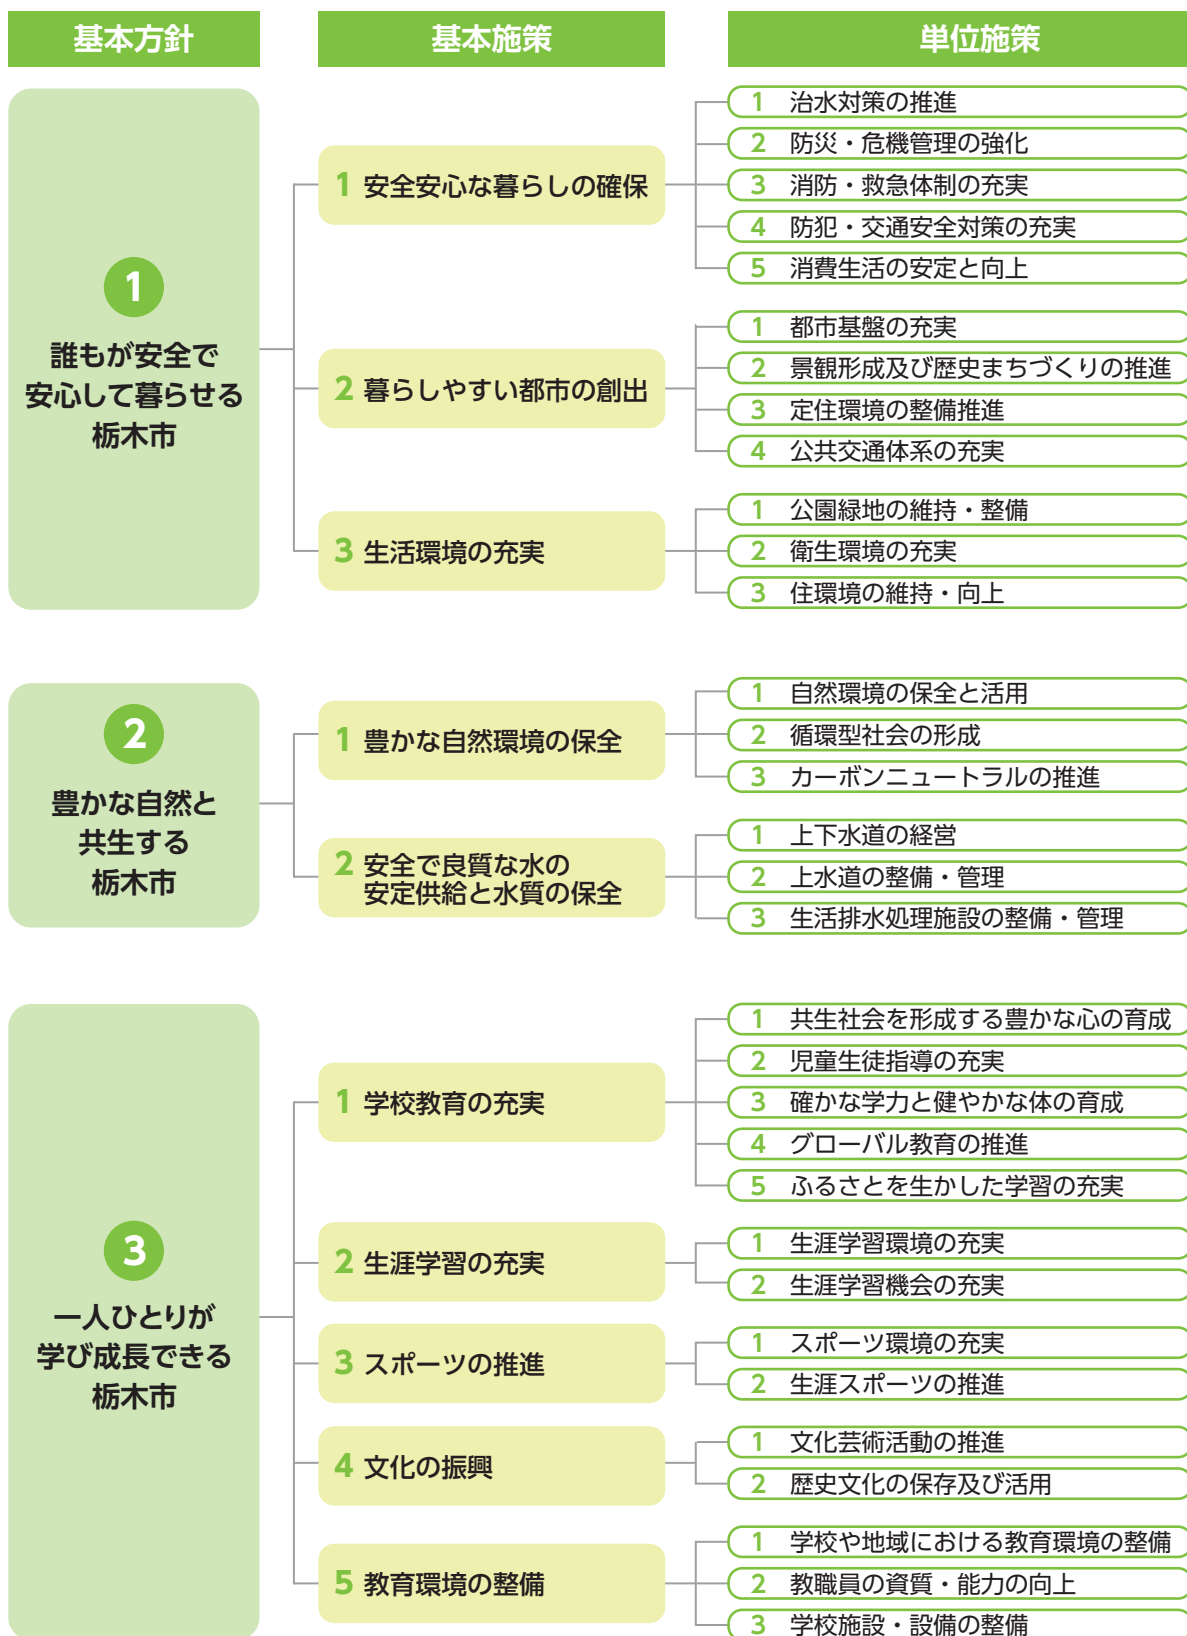 基本方針
基本施策
単位施策
1
誰もが安全で
安心して暮らせる
栃木市
1 安全安心な暮らしの確保
1 治水対策の推進
2 防災・危機管理の強化
3 消防・救急体制の充実
4 防犯・交通安全対策の充実
5 消費生活の安定と向上
2 暮らしやすい都市の創出
1 都市基盤の充実
2 景観形成及び歴史まちづくりの推進
3 定住環境の整備推進
4 公共交通体系の充実
3 生活環境の充実
1 公園緑地の維持・整備
2 衛生環境の充実
3 住環境の維持・向上
2
豊かな自然と
共生する
栃木市
1 豊かな自然環境の保全
1 自然環境の保全と活用
2 循環型社会の形成
3 カーボンニュートラルの推進
2 安全で良質な水の
安定供給と水質の保全
1 上下水道の経営
2 上水道の整備・管理
3 生活排水処理施設の整備・管理
3
一人ひとりが
学び成長できる
栃木市
1 学校教育の充実
1 共生社会を形成する豊かな心の育成
2 児童生徒指導の充実
3 確かな学力と健やかな体の育成
4 グローバル教育の推進
5 ふるさとを生かした学習の充実
2 生涯学習の充実
1 生涯学習環境の充実
2 生涯学習機会の充実
3 スポーツの推進
1 スポーツ環境の充実
2 生涯スポーツの推進
4 文化の振興
1 文化芸術活動の推進
2 歴史文化の保存及び活用
5 教育環境の整備
1 学校や地域における教育環境の整備
2 教職員の資質・能力の向上
3 学校施設・設備の整備